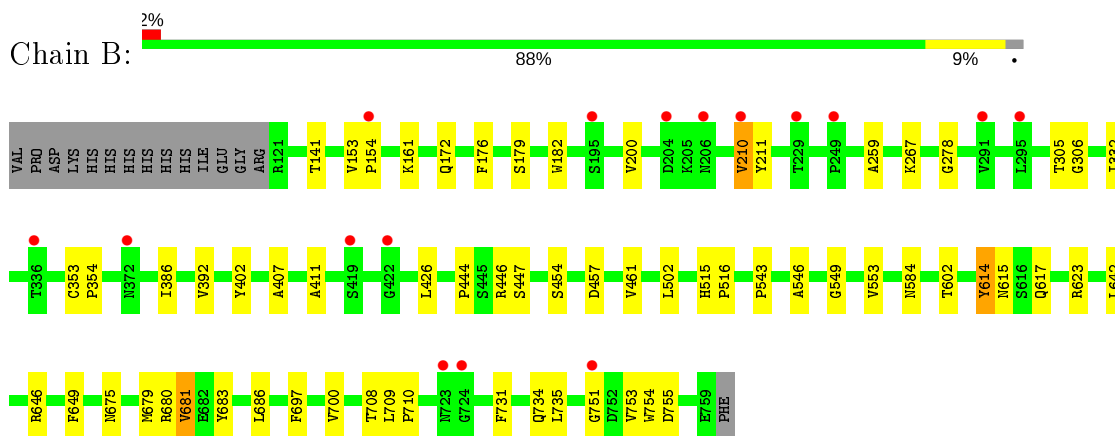 2%
Chain B:
88% 9% •
VAL PRO ASP LYS HIS HIS HIS HIS HIS HIS ILE GLU GLY ARG R121 T141 V153 P154 K161 Q172 F176 S179 W182 S195 V200 D204 K205 N206 V210 Y211 T229 P249 A259 K267 G278 V291 L295 T305 G306
T336 C353 P354 N372 I386 V392 Y402 A407 A411 S419 G422 L426 P444 S445 R446 S447 S454 D457 V461 L502 H515 P516 P543 A546 G549 V553 N584 T602 Y614 N615 S616 Q617 R623 L642
R646 F649 N675 M679 R680 V681 E682 Y683 L686 F697 V700 T708 L709 P710 N723 G724 F731 Q734 L735 G751 D752 V753 W754 D755 E759 PHE